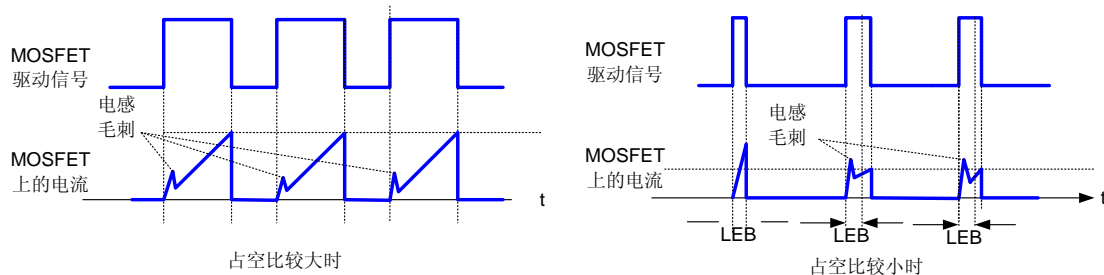 MOSFET
驱动信号
电感
毛刺
MOSFET
上的电流
t
占空比较大时
MOSFET
驱动信号
电感
毛刺
MOSFET
上的电流
t
LEB
LEB
LEB
占空比较小时